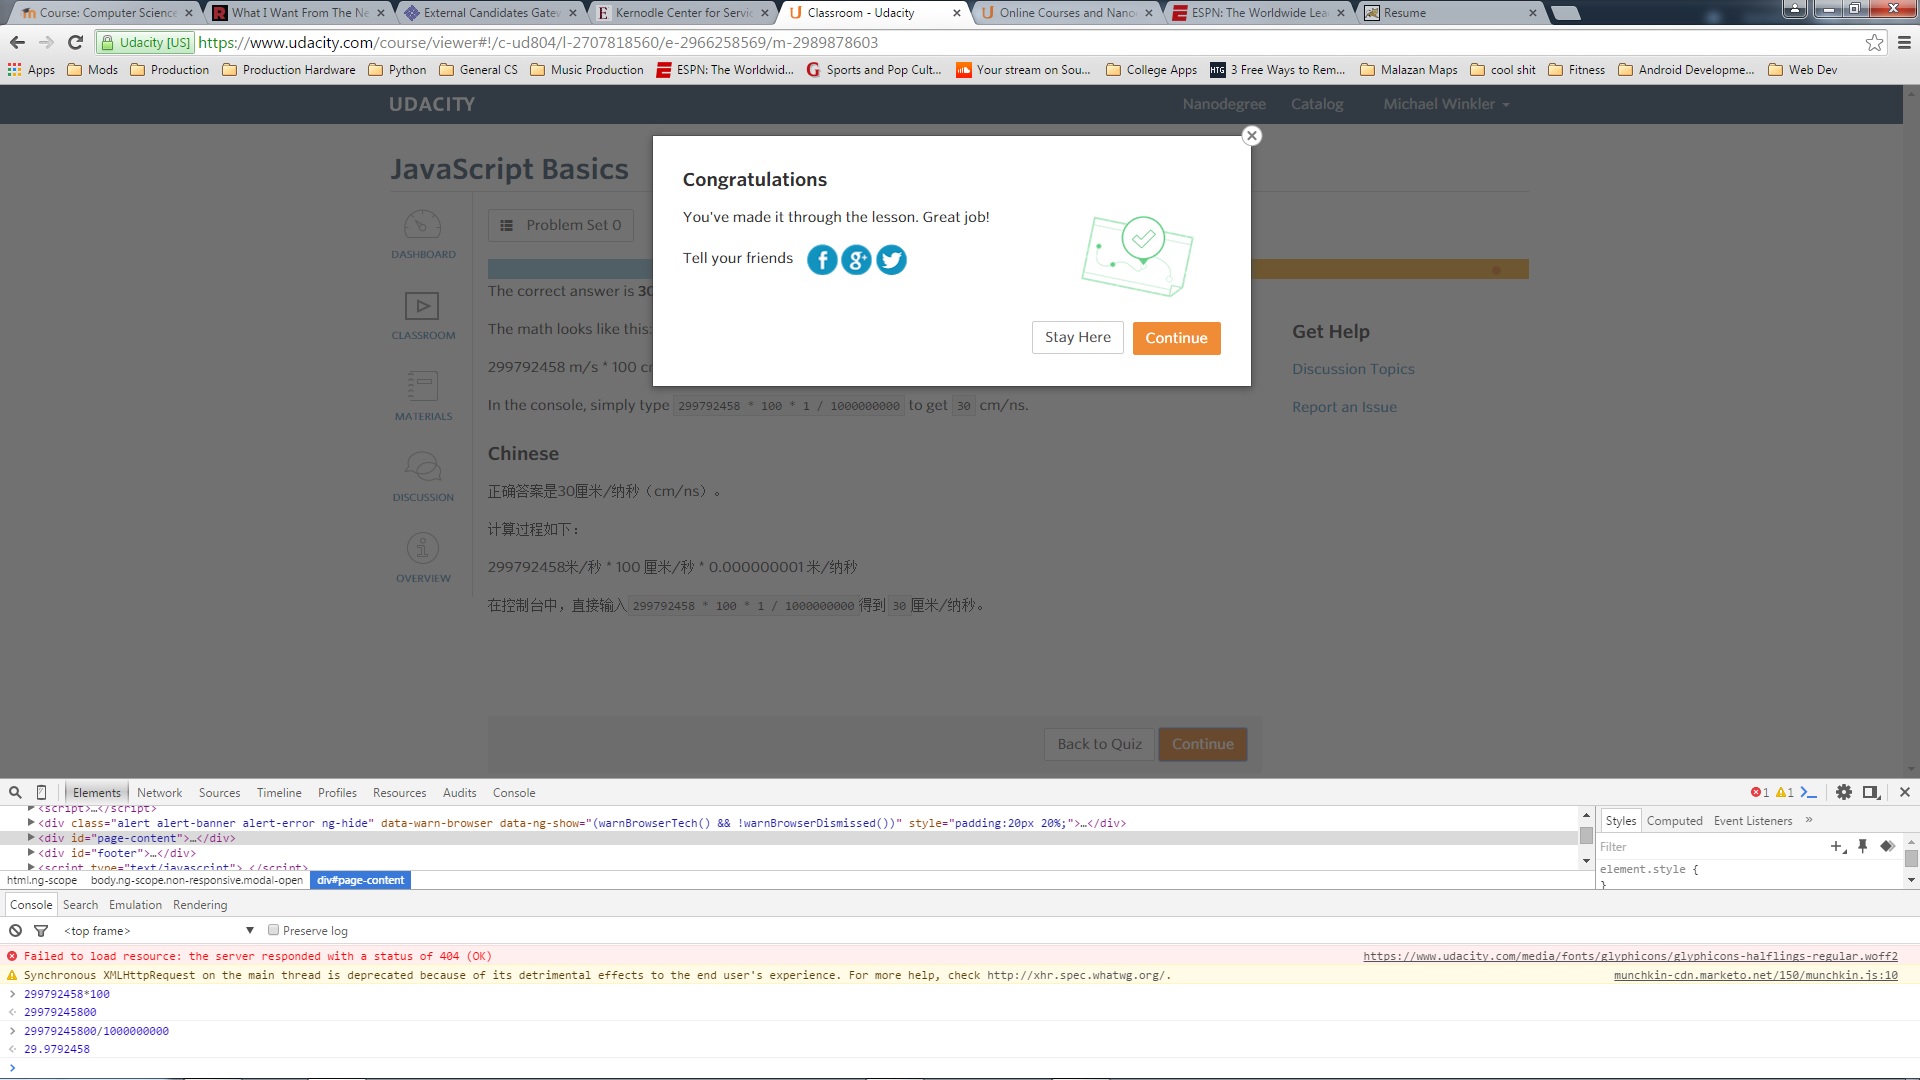 Course: Computer Science
What I Want From The Ne
External Candidates Gatew
Kernodle Center for Servic
Classroom - Udacity
Online Courses and Nano
ESPN: The Worldwide Lea
Resume
Udacity [US] https://www.udacity.com/course/viewer#!/c-ud804/l-2707818560/e-2966258569/m-2989878603
Apps Mods Production Production Hardware Python General CS Music Production ESPN: The Worldwid... Sports and Pop Cult... Your stream on Sou... College Apps HTG 3 Free Ways to Rem... Malazan Maps cool shit Fitness Android Developme... Web Dev
UDACITY Nanodegree Catalog Michael Winkler
JavaScript Basics
DASHBOARD
CLASSROOM
MATERIALS
DISCUSSION
OVERVIEW
Problem Set 0
Congratulations
You've made it through the lesson. Great job!
Tell your friends
Stay Here Continue
The correct answer is 30
The math looks like this:
299792458 m/s * 100 cm
In the console, simply type 299792458 * 100 * 1 / 1000000000 to get 30 cm/ns.
Chinese
正确答案是30厘米/纳秒（cm/ns）。
计算过程如下：
299792458米/秒 * 100 厘米/秒 * 0.000000001 米/纳秒
在控制台中，直接输入 299792458 * 100 * 1 / 1000000000 得到 30 厘米/纳秒。
Get Help
Discussion Topics
Report an Issue
Back to Quiz Continue
Elements Network Sources Timeline Profiles Resources Audits Console 1 1
<script>…</script>
<div class="alert alert-banner alert-error ng-hide" data-warn-browser data-ng-show="(warnBrowserTech() && !warnBrowserDismissed())" style="padding:20px 20%;">…</div>
<div id="page-content">…</div>
<div id="footer">…</div>
<script type="text/javascript">…</script>
html.ng-scope body.ng-scope.non-responsive.modal-open div#page-content
Styles Computed Event Listeners »
Filter
element.style {
}
Console Search Emulation Rendering
<top frame> Preserve log
Failed to load resource: the server responded with a status of 404 (OK) https://www.udacity.com/media/fonts/glyphicons/glyphicons-halflings-regular.woff2
Synchronous XMLHttpRequest on the main thread is deprecated because of its detrimental effects to the end user's experience. For more help, check http://xhr.spec.whatwg.org/. munchkin-cdn.marketo.net/150/munchkin.js:10
299792458*100
29979245800
29979245800/1000000000
29.9792458